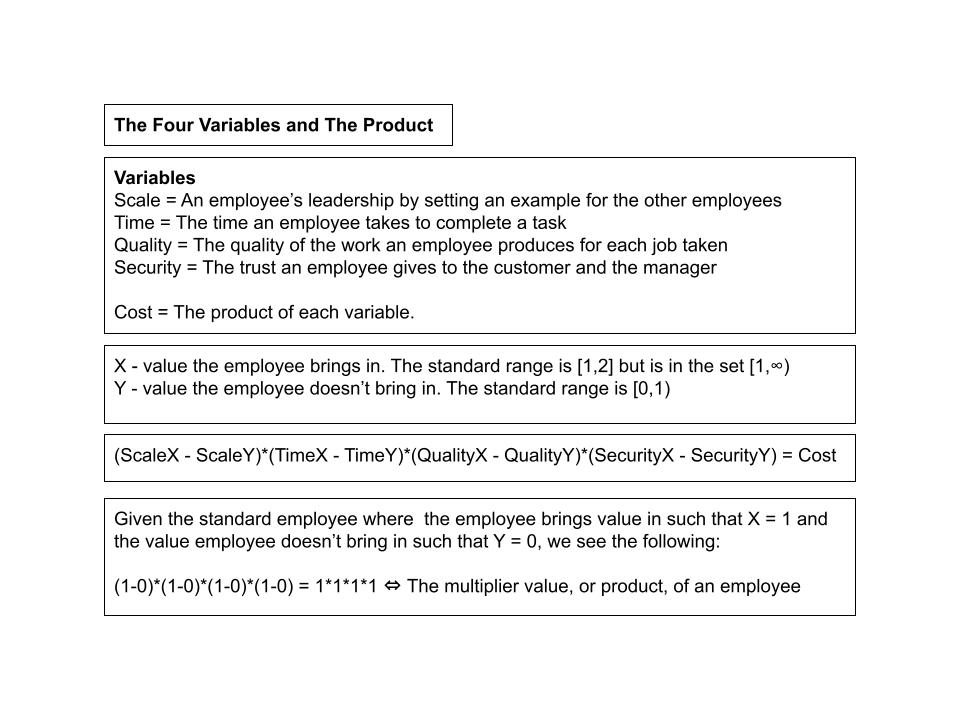 The Four Variables and The Product
Variables
Scale = An employee’s leadership by setting an example for the other employees
Time = The time an employee takes to complete a task
Quality = The quality of the work an employee produces for each job taken
Security = The trust an employee gives to the customer and the manager
Cost = The product of each variable.
X - value the employee brings in. The standard range is [1,2] but is in the set [1,∞)
Y - value the employee doesn’t bring in. The standard range is [0,1)
(ScaleX - ScaleY)*(TimeX - TimeY)*(QualityX - QualityY)*(SecurityX - SecurityY) = Cost
Given the standard employee where  the employee brings value in such that X = 1 and
the value employee doesn’t bring in such that Y = 0, we see the following:
(1-0)*(1-0)*(1-0)*(1-0) = 1*1*1*1 ⇔ The multiplier value, or product, of an employee